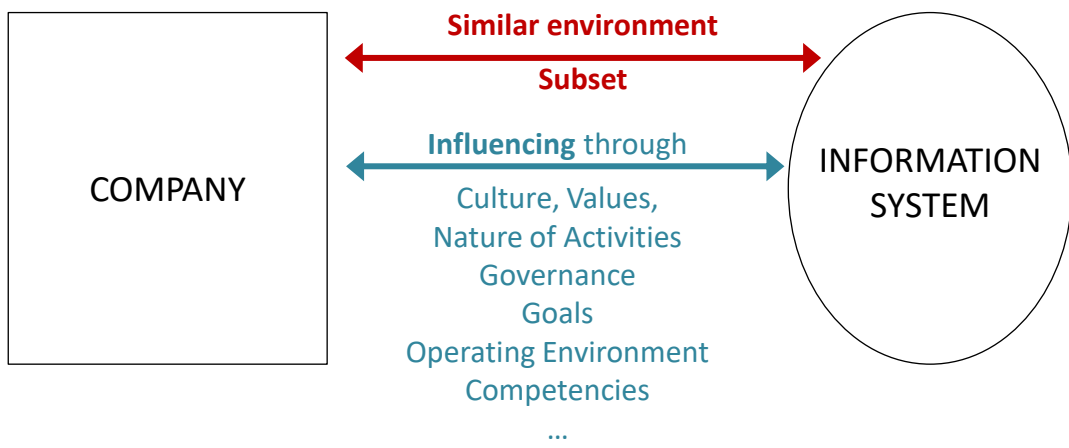 Similar environment
Subset
COMPANY
Influencing through
Culture, Values,
Nature of Activities
Governance
Goals
Operating Environment
Competencies
...
INFORMATION
SYSTEM